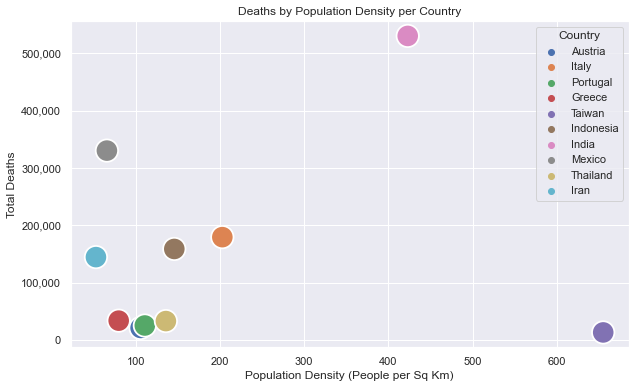 Deaths by Population Density per Country
Country
Austria
Italy
Portugal
Greece
Taiwan
Indonesia
India
Mexico
Thailand
Iran
Total Deaths
500,000
400,000
300,000
200,000
100,000
0
100 200 300 400 500 600
Population Density (People per Sq Km)